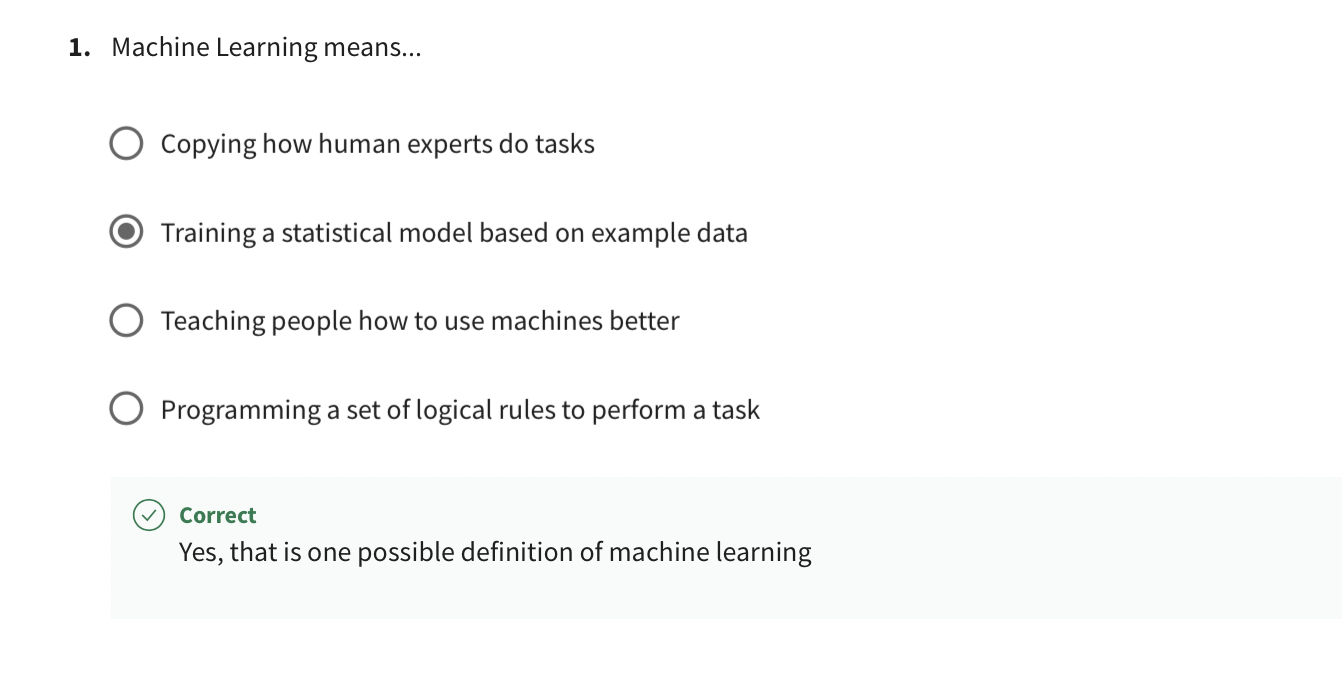 1. Machine Learning means...
Copying how human experts do tasks
Training a statistical model based on example data
Teaching people how to use machines better
Programming a set of logical rules to perform a task
Correct
Yes, that is one possible definition of machine learning